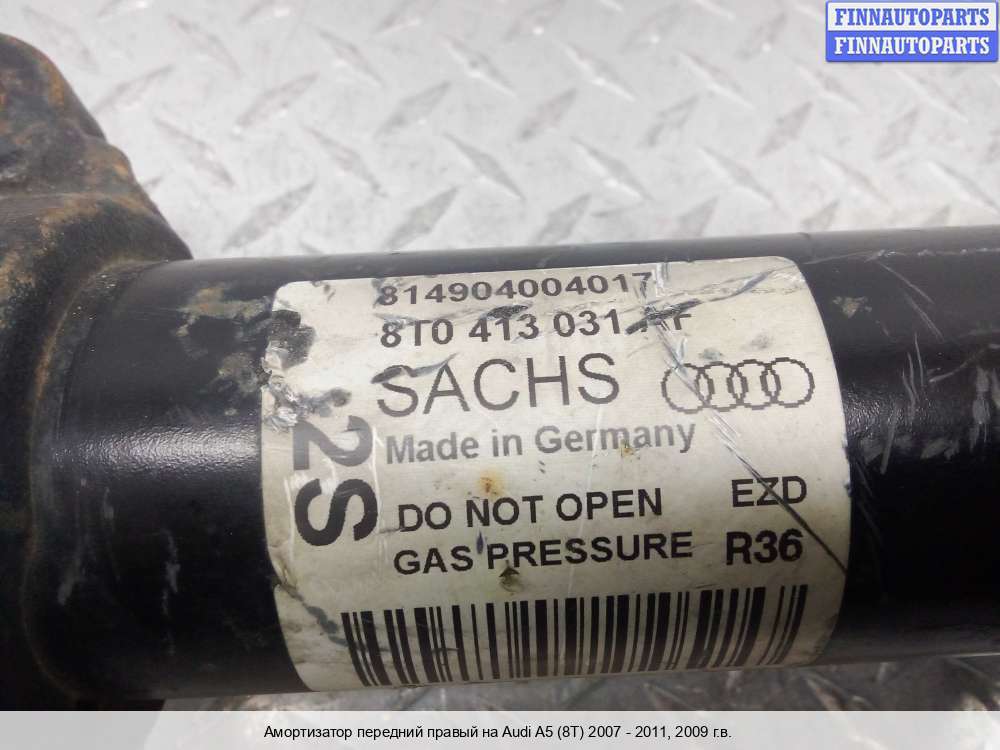 FINNAUTOPARTS
FINNAUTOPARTS
814904004017
8T0 413 031
SACHS
Made in Germany
2S
DO NOT OPEN EZD
GAS PRESSURE R36
Амортизатор передний правый на Audi A5 (8T) 2007 - 2011, 2009 г.в.